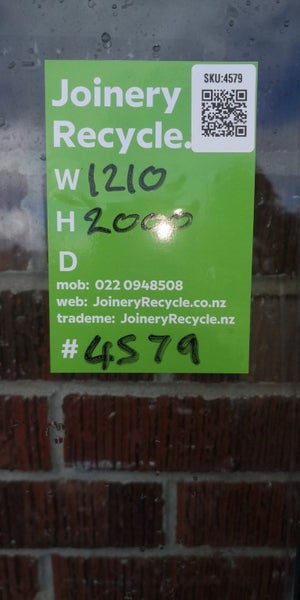 SKU:4579
Joinery
Recycle.
W 1210
H 2000
D
mob: 022 0948508
web: JoineryRecycle.co.nz
trademe: JoineryRecycle.nz
# 4579